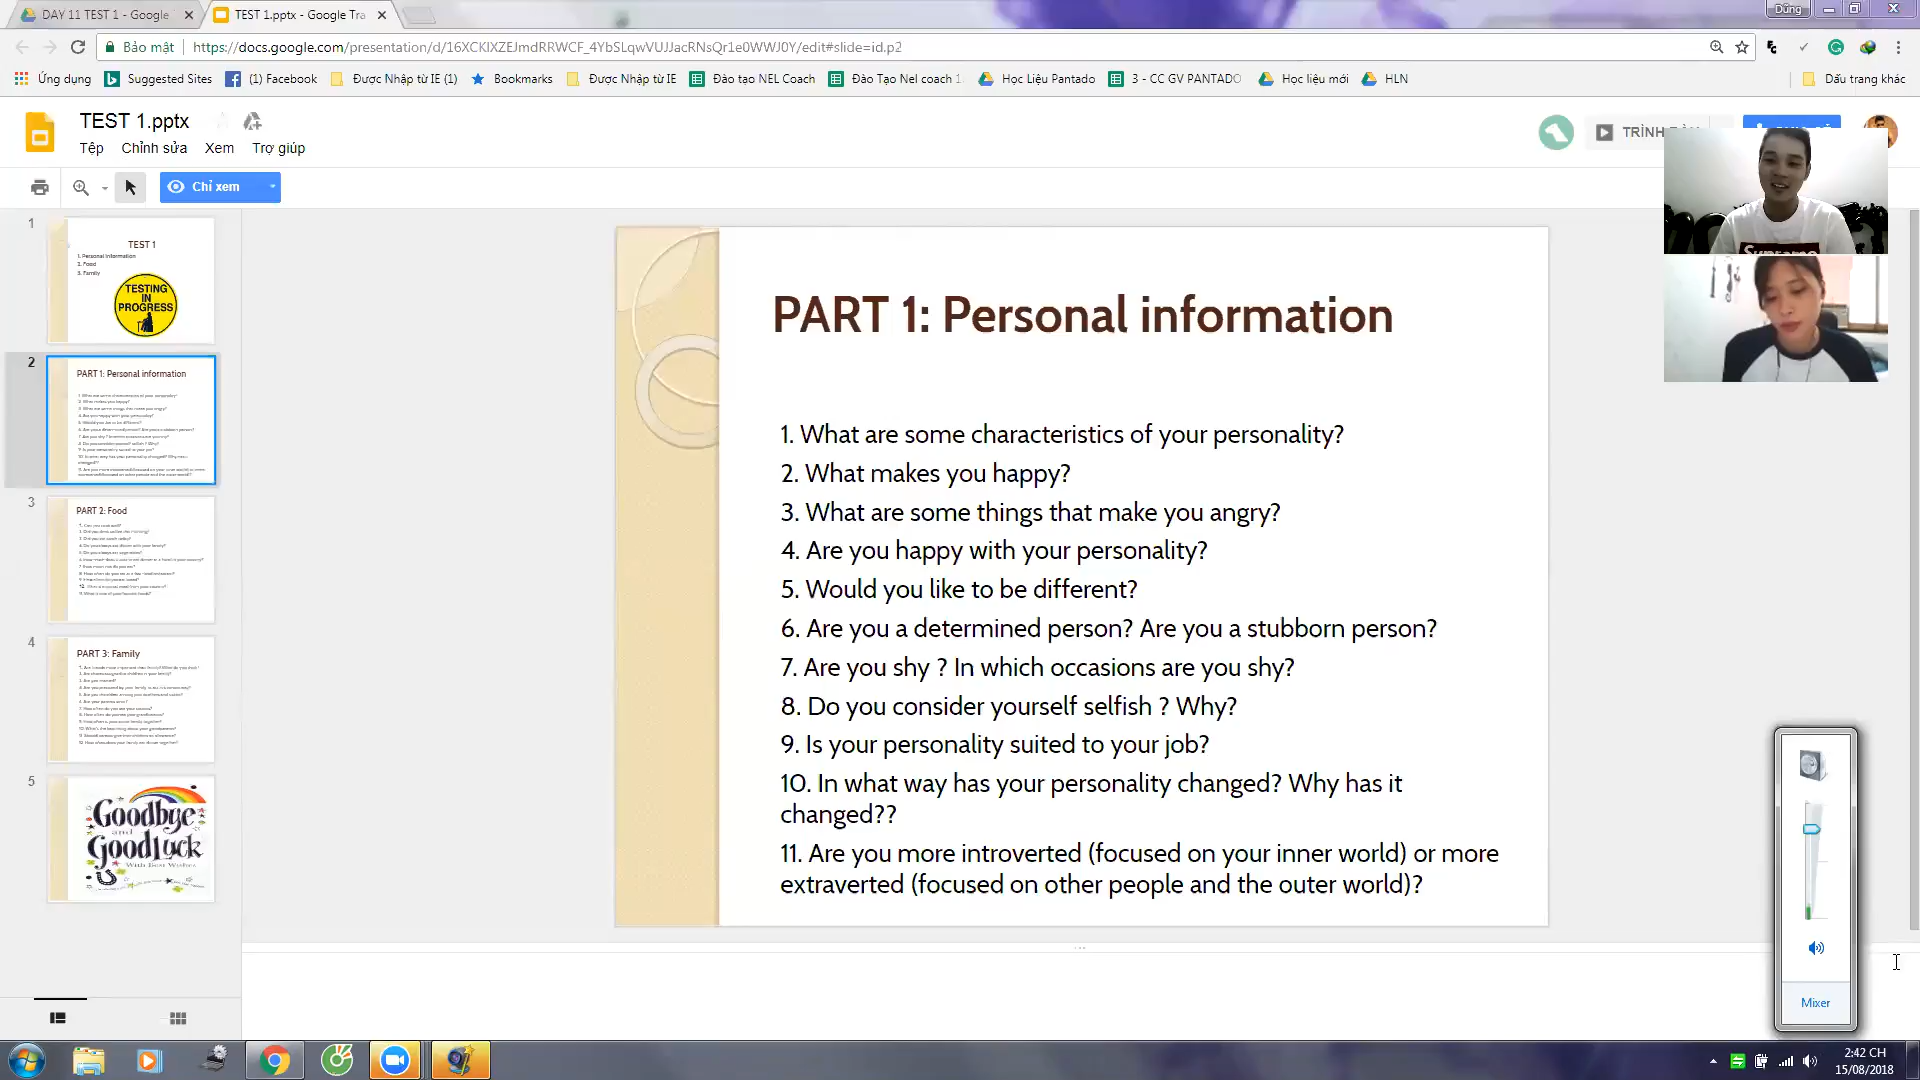 DAY 11 TEST 1 - Google
TEST 1.pptx - Google Tra
Dũng
Bảo mật
https://docs.google.com/presentation/d/16XCKIXZEJmdRRWCF_4YbSLqwVUJJacRNsQr1e0WWJ0Y/edit#slide=id.p2
Ứng dụng
Suggested Sites
(1) Facebook
Được Nhập từ IE (1)
Bookmarks
Được Nhập từ IE
Đào tạo NEL Coach
Đào Tạo Nel coach 1
Học Liệu Pantado
3 - CC GV PANTADO
Học liệu mới
HLN
Dấu trang khác
TEST 1.pptx
Tệp Chỉnh sửa Xem Trợ giúp
Chỉ xem
Supreme
1
TEST 1
1. Personal Information
2. Food
3. Family
TESTING
IN
PROGRESS
2
PART 1: Personal information
3
PART 2: Food
4
PART 3: Family
5
Goodbye
and
Good Luck
With Best Wishes
PART 1: Personal information
1. What are some characteristics of your personality?
2. What makes you happy?
3. What are some things that make you angry?
4. Are you happy with your personality?
5. Would you like to be different?
6. Are you a determined person? Are you a stubborn person?
7. Are you shy ? In which occasions are you shy?
8. Do you consider yourself selfish ? Why?
9. Is your personality suited to your job?
10. In what way has your personality changed? Why has it
changed??
11. Are you more introverted (focused on your inner world) or more
extraverted (focused on other people and the outer world)?
Mixer
2:42 CH
15/08/2018